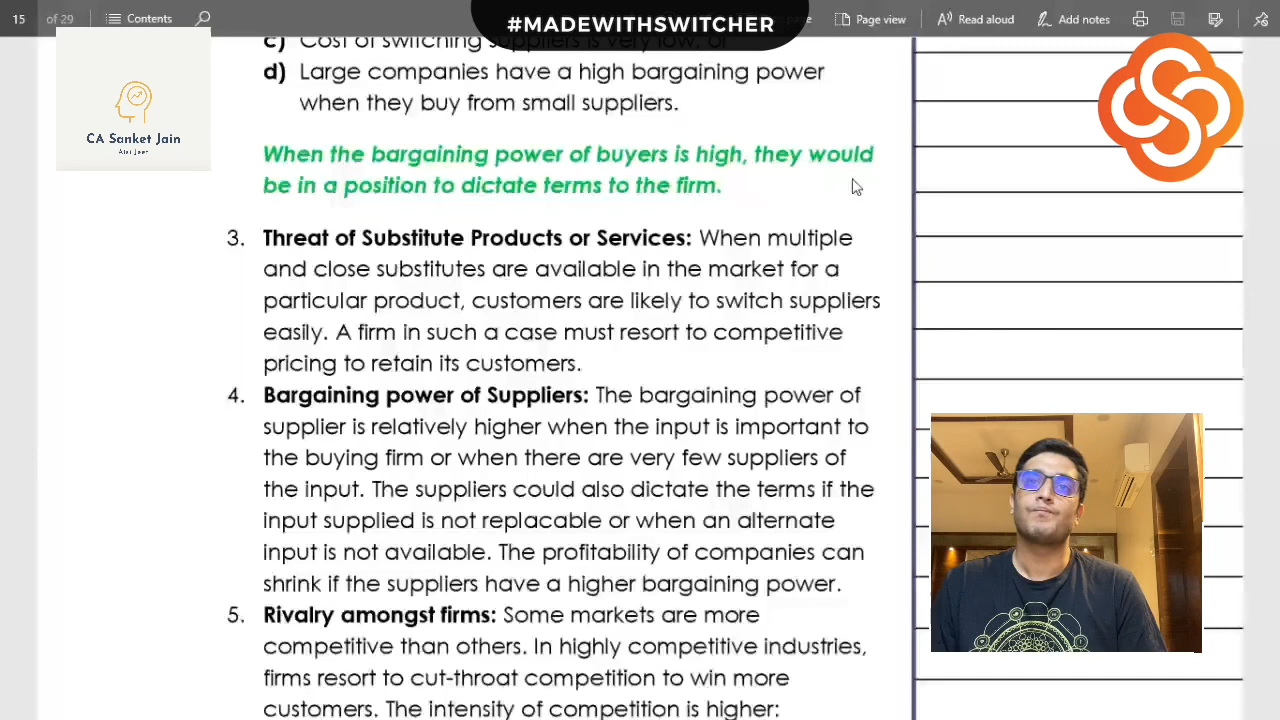 15 of 29 Contents #MADEWITHSWITCHER Page view Read aloud Add notes
c) Cost of switching suppliers is very low. or
CA Sanket Jain
d) Large companies have a high bargaining power
when they buy from small suppliers.
When the bargaining power of buyers is high, they would
be in a position to dictate terms to the firm.
3. Threat of Substitute Products or Services: When multiple
and close substitutes are available in the market for a
particular product, customers are likely to switch suppliers
easily. A firm in such a case must resort to competitive
pricing to retain its customers.
4. Bargaining power of Suppliers: The bargaining power of
supplier is relatively higher when the input is important to
the buying firm or when there are very few suppliers of
the input. The suppliers could also dictate the terms if the
input supplied is not replacable or when an alternate
input is not available. The profitability of companies can
shrink if the suppliers have a higher bargaining power.
5. Rivalry amongst firms: Some markets are more
competitive than others. In highly competitive industries,
firms resort to cut-throat competition to win more
customers. The intensity of competition is higher: